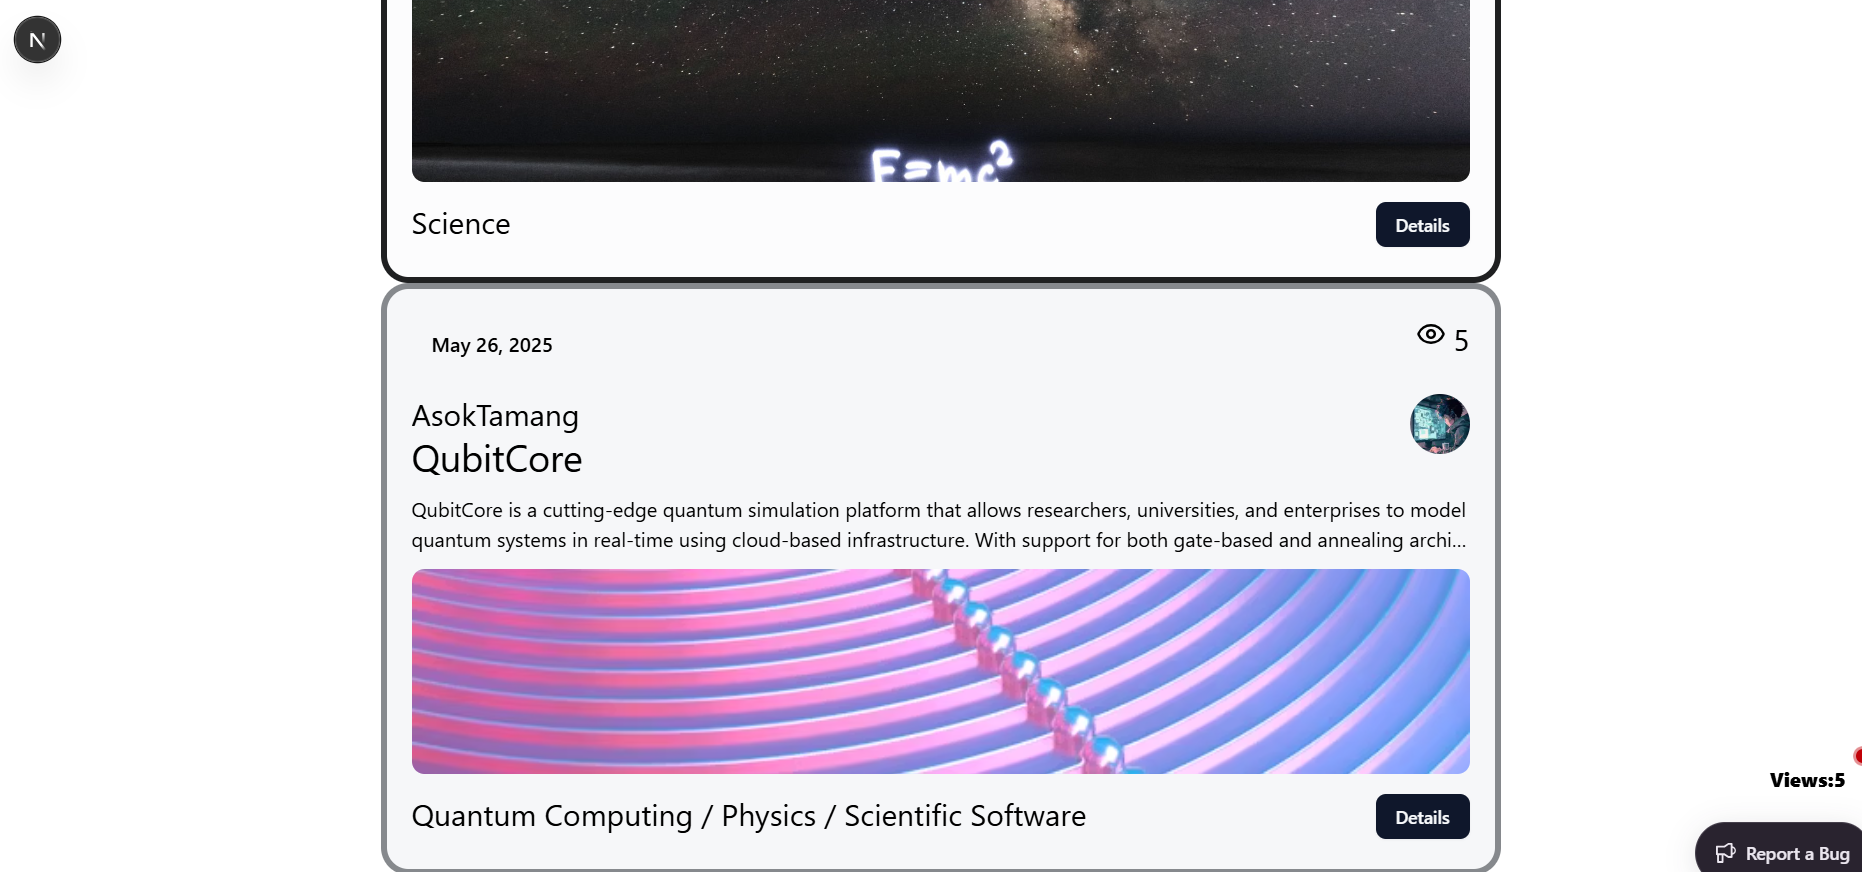 N
E=mc²
Science
Details
May 26, 2025
5
AsokTamang
QubitCore
QubitCore is a cutting-edge quantum simulation platform that allows researchers, universities, and enterprises to model
quantum systems in real-time using cloud-based infrastructure. With support for both gate-based and annealing archi...
Quantum Computing / Physics / Scientific Software
Details
Views:5
Report a Bug